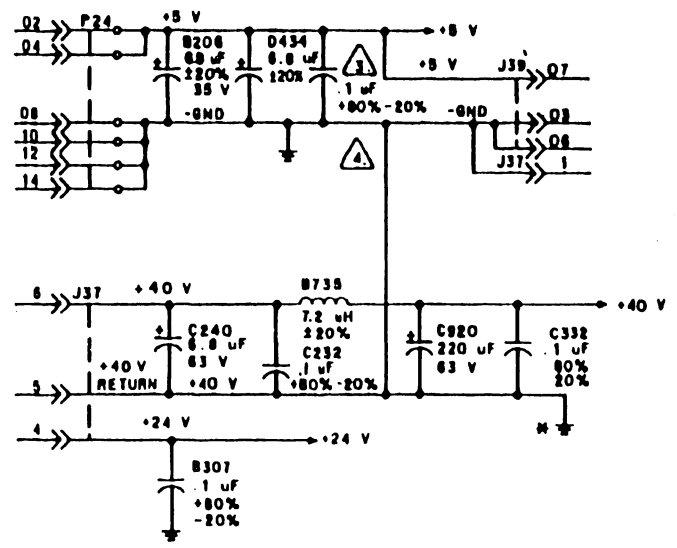 02 P24 +5 V +5 V
04
B206
6.8 uF
±20%
35 V
D434
6.8 uF
±20%
3.
.1 uF
+80%-20%
+5 V
J39
07
08
-GND
-GND
03
10
4.
06
12
J37 1
14
6 J37 +40 V
B735
7.2 uH
±20%
+40 V
C240
6.8 uF
63 V
C232
.1 uF
+80%-20%
C920
220 uF
63 V
C332
.1 uF
80%
20%
+40 V
RETURN
5
+40 V
*
4
+24 V
+24 V
B307
.1 uF
+80%
-20%